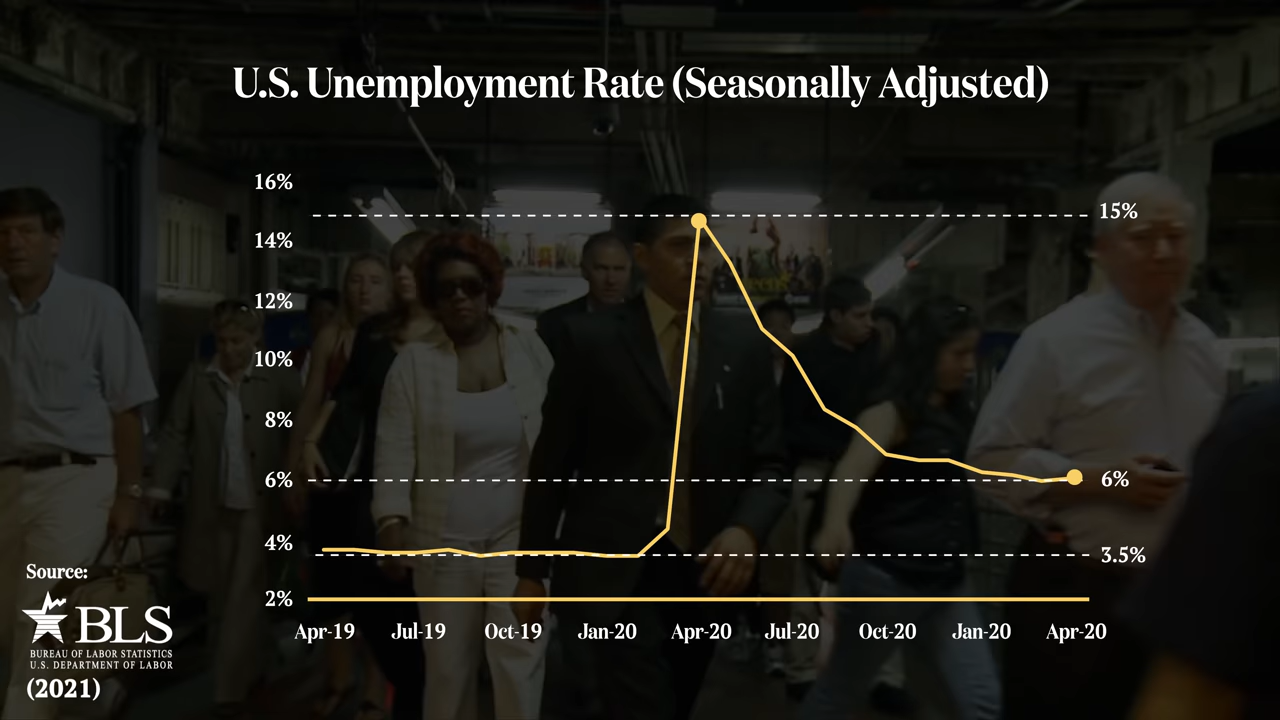 U.S. Unemployment Rate (Seasonally Adjusted)
16%
15%
14%
12%
10%
8%
6%
6%
4%
3.5%
2%
Apr-19 Jul-19 Oct-19 Jan-20 Apr-20 Jul-20 Oct-20 Jan-20 Apr-20
Source:
BLS
BUREAU OF LABOR STATISTICS
U.S. DEPARTMENT OF LABOR
(2021)